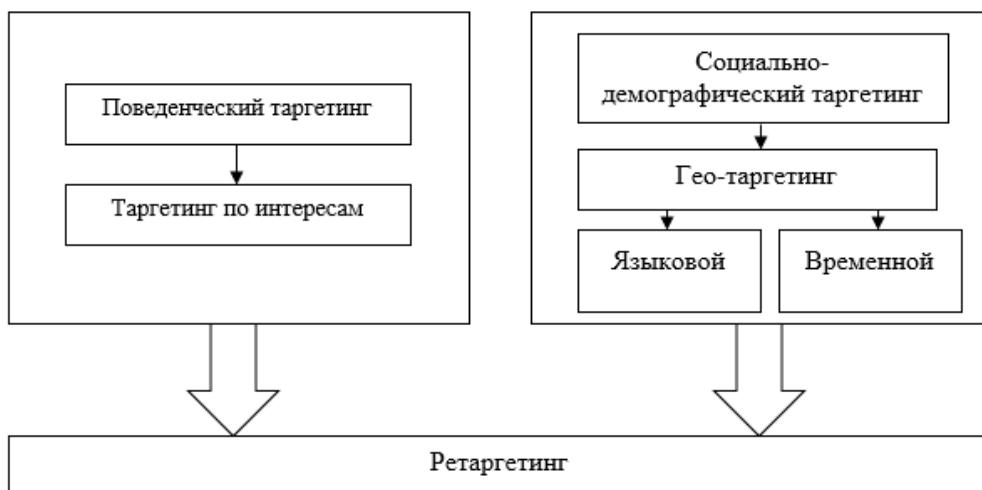 Поведенческий таргетинг
Таргетинг по интересам
Социально-
демографический таргетинг
Гео-таргетинг
Языковой
Временной
Ретаргетинг